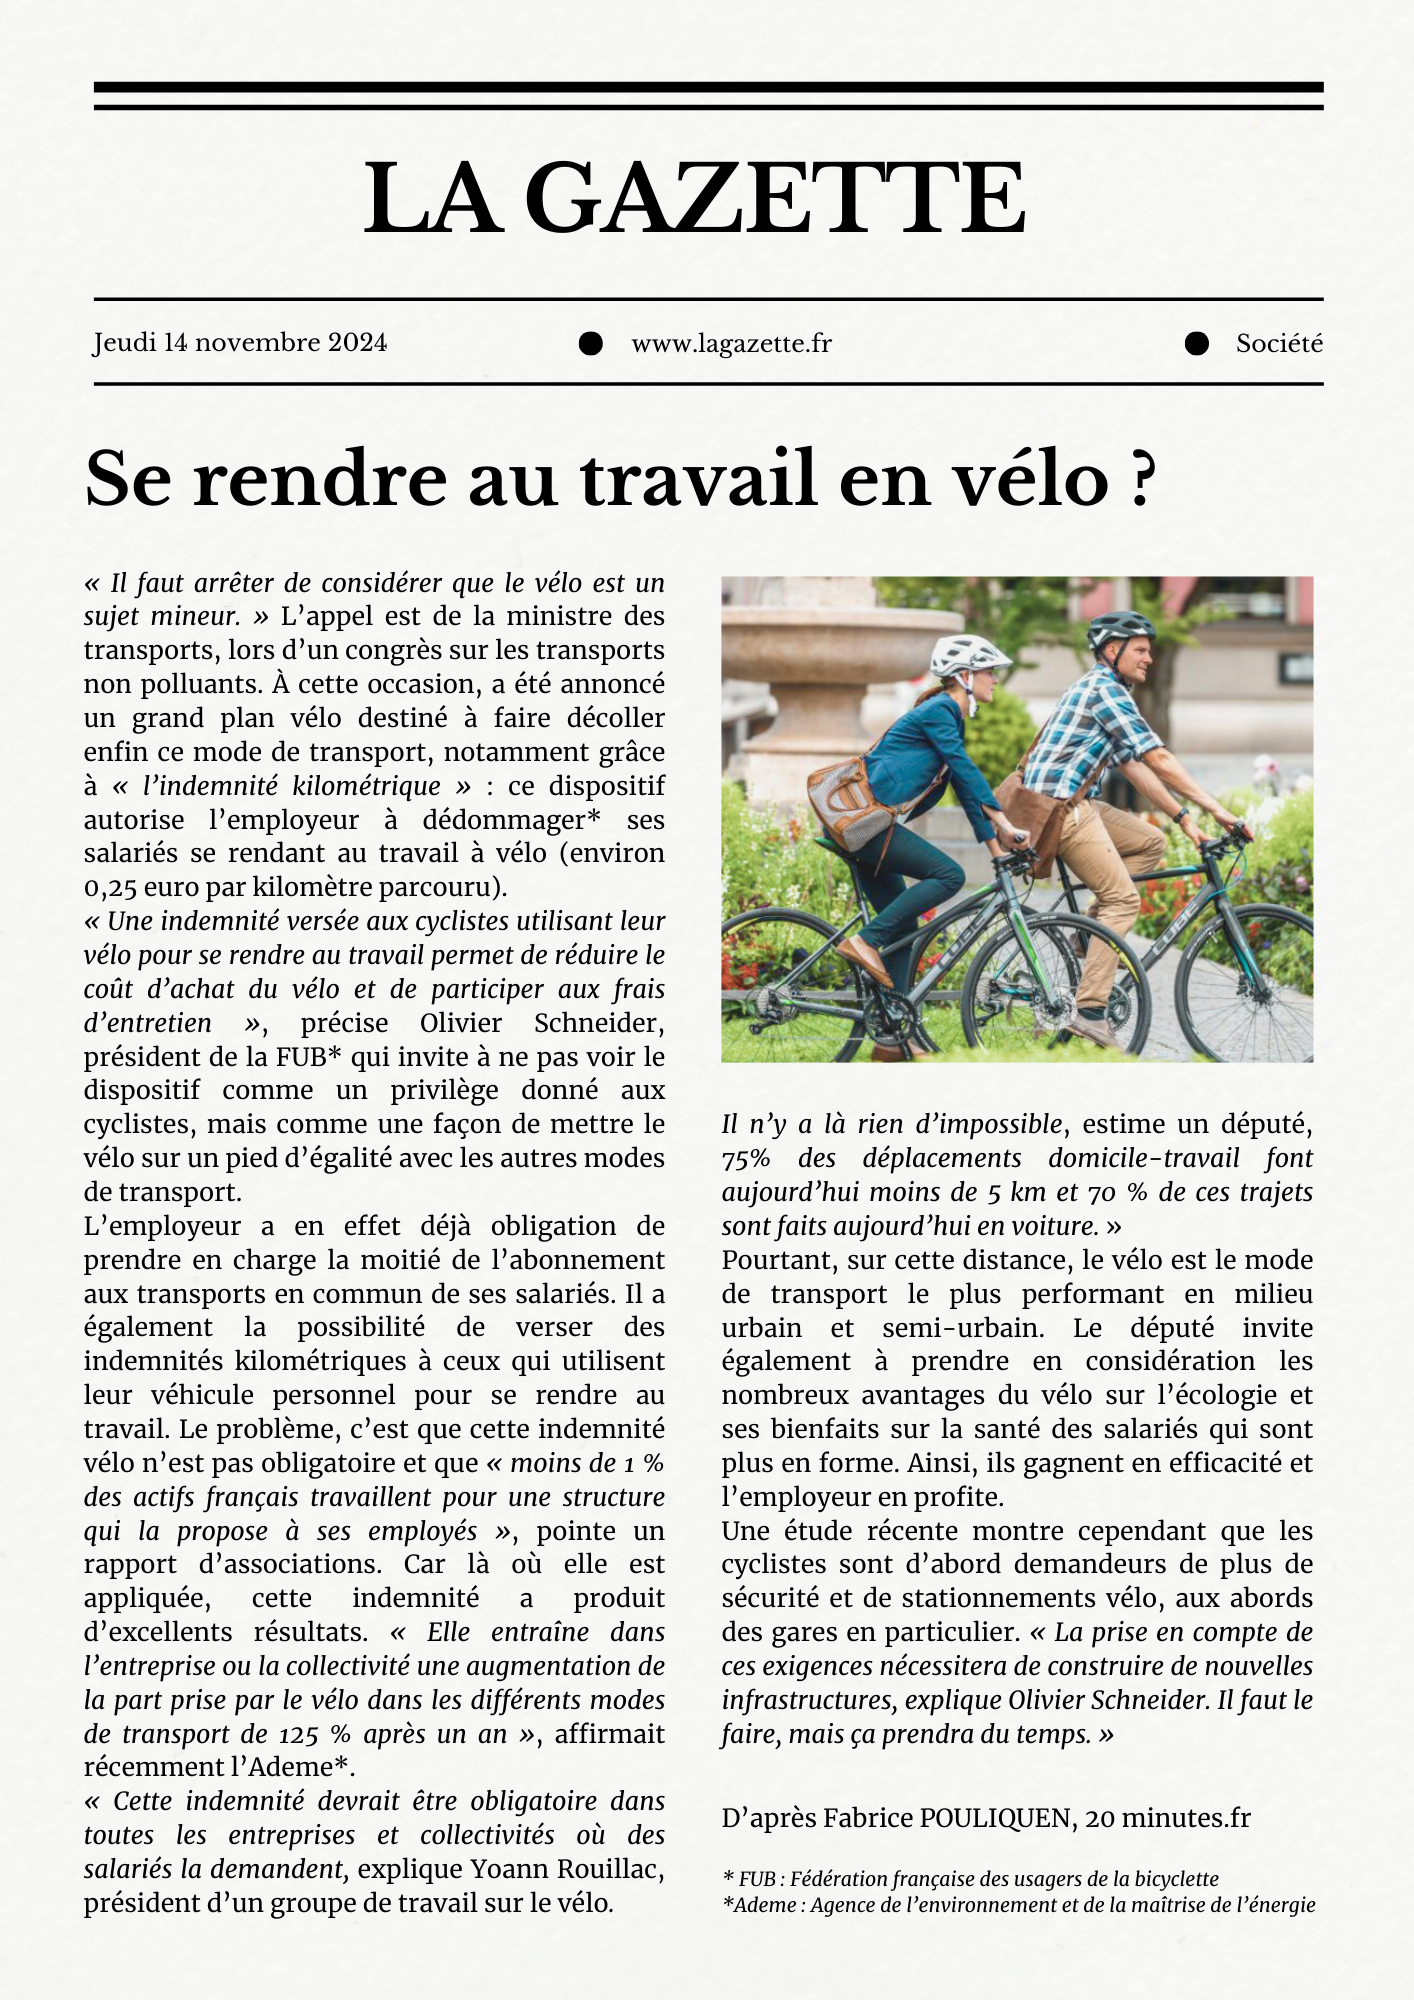 LA GAZETTE
Jeudi 14 novembre 2024 ● www.lagazette.fr ● Société
Se rendre au travail en vélo ?
« Il faut arrêter de considérer que le vélo est un
sujet mineur. » L’appel est de la ministre des
transports, lors d’un congrès sur les transports
non polluants. À cette occasion, a été annoncé
un grand plan vélo destiné à faire décoller
enfin ce mode de transport, notamment grâce
à « l’indemnité kilométrique » : ce dispositif
autorise l’employeur à dédommager* ses
salariés se rendant au travail à vélo (environ
0,25 euro par kilomètre parcouru).
« Une indemnité versée aux cyclistes utilisant leur
vélo pour se rendre au travail permet de réduire le
coût d’achat du vélo et de participer aux frais
d’entretien », précise Olivier Schneider,
président de la FUB* qui invite à ne pas voir le
dispositif comme un privilège donné aux
cyclistes, mais comme une façon de mettre le
vélo sur un pied d’égalité avec les autres modes
de transport.
L’employeur a en effet déjà obligation de
prendre en charge la moitié de l’abonnement
aux transports en commun de ses salariés. Il a
également la possibilité de verser des
indemnités kilométriques à ceux qui utilisent
leur véhicule personnel pour se rendre au
travail. Le problème, c’est que cette indemnité
vélo n’est pas obligatoire et que « moins de 1 %
des actifs français travaillent pour une structure
qui la propose à ses employés », pointe un
rapport d’associations. Car là où elle est
appliquée, cette indemnité a produit
d’excellents résultats. « Elle entraîne dans
l’entreprise ou la collectivité une augmentation de
la part prise par le vélo dans les différents modes
de transport de 125 % après un an », affirmait
récemment l’Ademe*.
« Cette indemnité devrait être obligatoire dans
toutes les entreprises et collectivités où des
salariés la demandent, explique Yoann Rouillac,
président d’un groupe de travail sur le vélo.
CUBE
CUBE
Il n’y a là rien d’impossible, estime un député,
75% des déplacements domicile-travail font
aujourd’hui moins de 5 km et 70 % de ces trajets
sont faits aujourd’hui en voiture. »
Pourtant, sur cette distance, le vélo est le mode
de transport le plus performant en milieu
urbain et semi-urbain. Le député invite
également à prendre en considération les
nombreux avantages du vélo sur l’écologie et
ses bienfaits sur la santé des salariés qui sont
plus en forme. Ainsi, ils gagnent en efficacité et
l’employeur en profite.
Une étude récente montre cependant que les
cyclistes sont d’abord demandeurs de plus de
sécurité et de stationnements vélo, aux abords
des gares en particulier. « La prise en compte de
ces exigences nécessitera de construire de nouvelles
infrastructures, explique Olivier Schneider. Il faut le
faire, mais ça prendra du temps. »
D’après Fabrice POULIQUEN, 20 minutes.fr
* FUB : Fédération française des usagers de la bicyclette
*Ademe : Agence de l’environnement et de la maîtrise de l’énergie